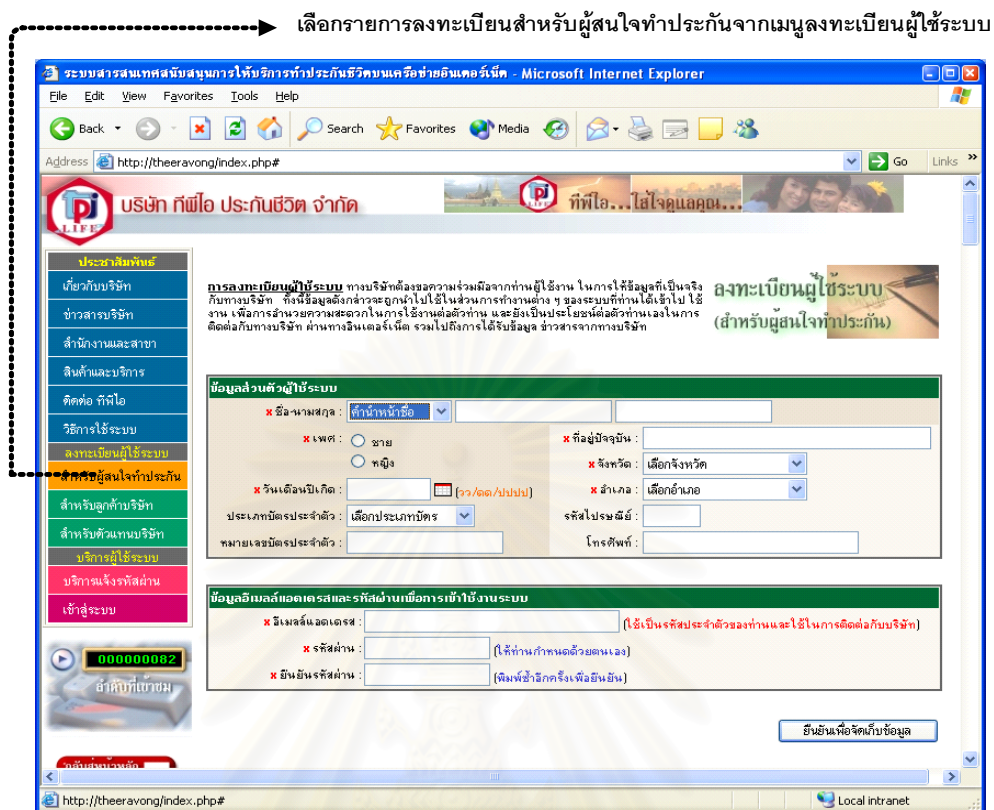 เลือกรายการลงทะเบียนสำหรับผู้สนใจทำประกันจากเมนูลงทะเบียนผู้ใช้ระบบ
ระบบสารสนเทศสนับสนุนการให้บริการทำประกันชีวิตบนเครือข่ายอินเตอร์เน็ต - Microsoft Internet Explorer
File Edit View Favorites Tools Help
Back Search Favorites Media
Address http://theeravong/index.php# Go Links »
tpi LIFE บริษัท ทีพีไอ ประกันชีวิต จำกัด
tpi LIFE ทีพีไอ...ใส่ใจดูแลคุณ...
ประชาสัมพันธ์
เกี่ยวกับบริษัท
ข่าวสารบริษัท
สำนักงานและสาขา
สินค้าและบริการ
ติดต่อ ทีพีไอ
วิธีการใช้ระบบ
ลงทะเบียนผู้ใช้ระบบ
สำหรับผู้สนใจทำประกัน
สำหรับลูกค้าบริษัท
สำหรับตัวแทนบริษัท
บริการผู้ใช้ระบบ
บริการแจ้งรหัสผ่าน
เข้าสู่ระบบ
000000082
ลำดับที่เข้าชม
กลับสู่หน้าหลัก
การลงทะเบียนผู้ใช้ระบบ ทางบริษัทต้องขอความร่วมมือจากท่านผู้ใช้งาน ในการให้ข้อมูลที่เป็นจริง
กับทางบริษัท ทั้งนี้ข้อมูลดังกล่าวจะถูกนำไปใช้ในส่วนการทำงานต่าง ๆ ของระบบที่ท่านได้เข้าไป ใช้
งาน เพื่อการอำนวยความสะดวกในการใช้งานต่อตัวท่าน และยังเป็นประโยชน์ต่อตัวท่านเองในการ
ติดต่อกับทางบริษัท ผ่านทางอินเตอร์เน็ต รวมไปถึงการได้รับข้อมูล ข่าวสารจากทางบริษัท
ลงทะเบียนผู้ใช้ระบบ
(สำหรับผู้สนใจทำประกัน)
ข้อมูลส่วนตัวผู้ใช้ระบบ
x ชื่อ-นามสกุล : คำนำหน้าชื่อ
x เพศ : ชาย
หญิง
x ที่อยู่ปัจจุบัน :
x จังหวัด : เลือกจังหวัด
x วันเดือนปีเกิด : (วว/ดด/ปปปป)
x อำเภอ : เลือกอำเภอ
ประเภทบัตรประจำตัว : เลือกประเภทบัตร
รหัสไปรษณีย์ :
หมายเลขบัตรประจำตัว :
โทรศัพท์ :
ข้อมูลอีเมลล์แอดเดรสและรหัสผ่านเพื่อการเข้าใช้งานระบบ
x อีเมลล์แอดเดรส : (ใช้เป็นรหัสประจำตัวของท่านและใช้ในการติดต่อกับบริษัท)
x รหัสผ่าน : (ให้ท่านกำหนดด้วยตนเอง)
x ยืนยันรหัสผ่าน : (พิมพ์ซ้ำอีกครั้งเพื่อยืนยัน)
ยืนยันเพื่อจัดเก็บข้อมูล
http://theeravong/index.php# Local intranet